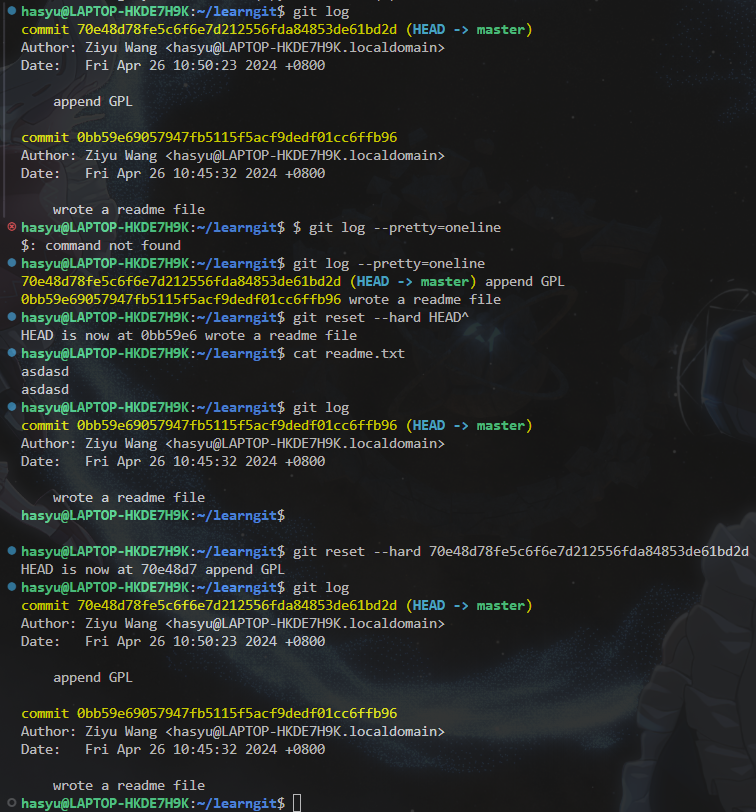 hasyu@LAPTOP-HKDE7H9K:~/learngit$ git log
commit 70e48d78fe5c6f6e7d212556fda84853de61bd2d (HEAD -> master)
Author: Ziyu Wang <hasyu@LAPTOP-HKDE7H9K.localdomain>
Date:   Fri Apr 26 10:50:23 2024 +0800
    append GPL
commit 0bb59e69057947fb5115f5acf9dedf01cc6ffb96
Author: Ziyu Wang <hasyu@LAPTOP-HKDE7H9K.localdomain>
Date:   Fri Apr 26 10:45:32 2024 +0800
    wrote a readme file
hasyu@LAPTOP-HKDE7H9K:~/learngit$ $ git log --pretty=oneline
$: command not found
hasyu@LAPTOP-HKDE7H9K:~/learngit$ git log --pretty=oneline
70e48d78fe5c6f6e7d212556fda84853de61bd2d (HEAD -> master) append GPL
0bb59e69057947fb5115f5acf9dedf01cc6ffb96 wrote a readme file
hasyu@LAPTOP-HKDE7H9K:~/learngit$ git reset --hard HEAD^
HEAD is now at 0bb59e6 wrote a readme file
hasyu@LAPTOP-HKDE7H9K:~/learngit$ cat readme.txt
asdasd
asdasd
hasyu@LAPTOP-HKDE7H9K:~/learngit$ git log
commit 0bb59e69057947fb5115f5acf9dedf01cc6ffb96 (HEAD -> master)
Author: Ziyu Wang <hasyu@LAPTOP-HKDE7H9K.localdomain>
Date:   Fri Apr 26 10:45:32 2024 +0800
    wrote a readme file
hasyu@LAPTOP-HKDE7H9K:~/learngit$
hasyu@LAPTOP-HKDE7H9K:~/learngit$ git reset --hard 70e48d78fe5c6f6e7d212556fda84853de61bd2d
HEAD is now at 70e48d7 append GPL
hasyu@LAPTOP-HKDE7H9K:~/learngit$ git log
commit 70e48d78fe5c6f6e7d212556fda84853de61bd2d (HEAD -> master)
Author: Ziyu Wang <hasyu@LAPTOP-HKDE7H9K.localdomain>
Date:   Fri Apr 26 10:50:23 2024 +0800
    append GPL
commit 0bb59e69057947fb5115f5acf9dedf01cc6ffb96
Author: Ziyu Wang <hasyu@LAPTOP-HKDE7H9K.localdomain>
Date:   Fri Apr 26 10:45:32 2024 +0800
    wrote a readme file
hasyu@LAPTOP-HKDE7H9K:~/learngit$